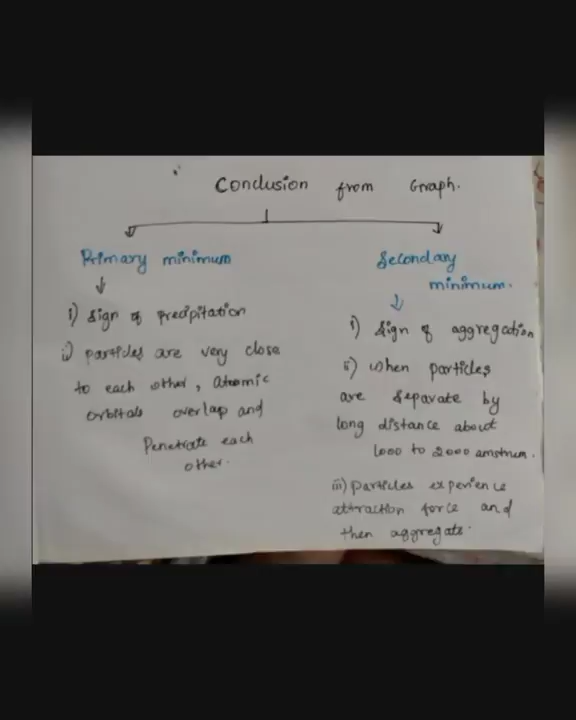 Conclusion from Graph.
Primary minimum
i) Sign of precipitation
ii) particles are very close
to each other, atomic
orbitals overlap and
Penetrate each
other.
Secondary
minimum.
i) Sign of aggregation
ii) when particles
are separate by
long distance about
1000 to 2000 amstrum.
iii) particles experience
attraction force and
then aggregate.